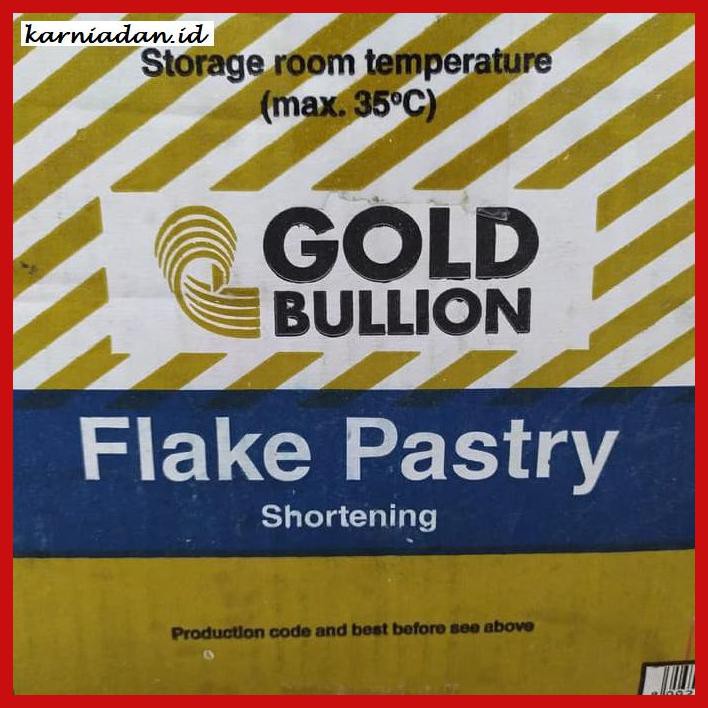 karniadan.id
Storage room temperature
(max. 35°C)
GOLD
BULLION
Flake Pastry
Shortening
Production code and best before see above